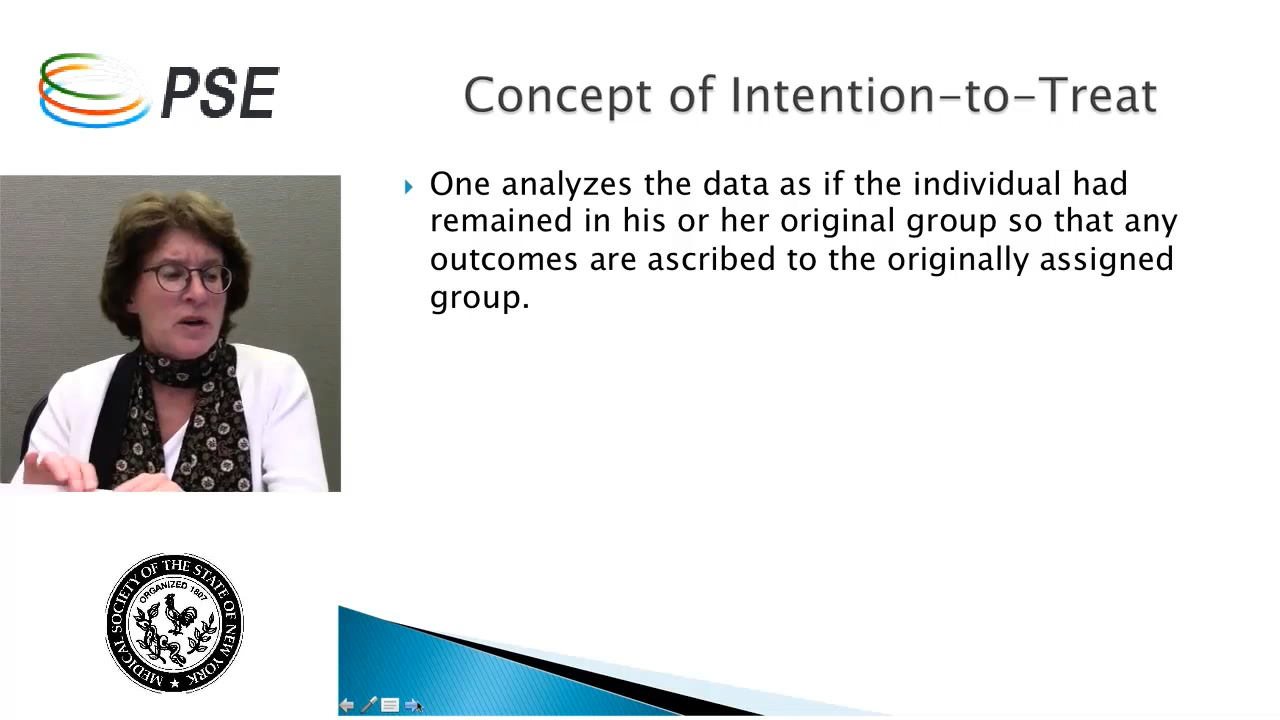 PSE
Concept of Intention-to-Treat
One analyzes the data as if the individual had
remained in his or her original group so that any
outcomes are ascribed to the originally assigned
group.
MEDICAL SOCIETY OF THE STATE OF NEW YORK
ORGANIZED 1807